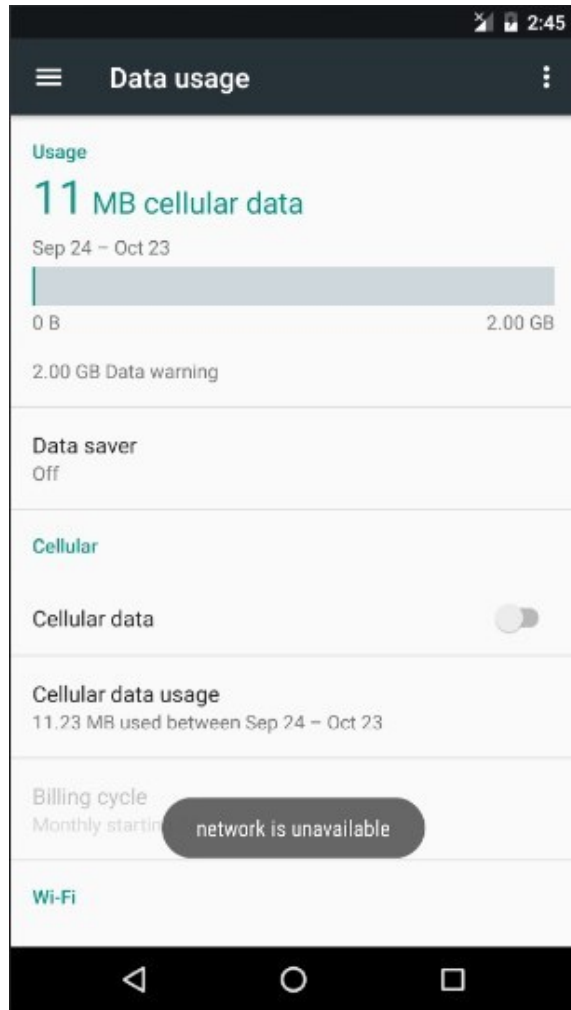 2:45
Data usage
Usage
11 MB cellular data
Sep 24 – Oct 23
0 B 2.00 GB
2.00 GB Data warning
Data saver
Off
Cellular
Cellular data
Cellular data usage
11.23 MB used between Sep 24 – Oct 23
Billing cycle
Monthly
network is unavailable
Wi-Fi